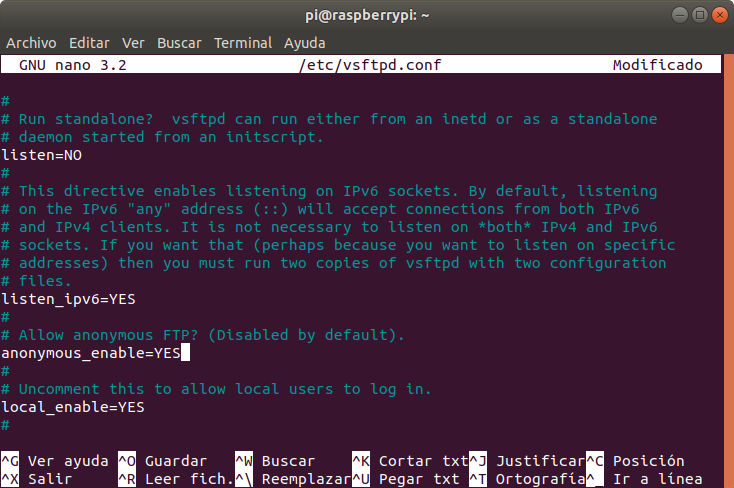 pi@raspberrypi: ~
Archivo Editar Ver Buscar Terminal Ayuda
GNU nano 3.2 /etc/vsftpd.conf Modificado
#
# Run standalone?  vsftpd can run either from an inetd or as a standalone
# daemon started from an initscript.
listen=NO
#
# This directive enables listening on IPv6 sockets. By default, listening
# on the IPv6 "any" address (::) will accept connections from both IPv6
# and IPv4 clients. It is not necessary to listen on *both* IPv4 and IPv6
# sockets. If you want that (perhaps because you want to listen on specific
# addresses) then you must run two copies of vsftpd with two configuration
# files.
listen_ipv6=YES
#
# Allow anonymous FTP? (Disabled by default).
anonymous_enable=YES
#
# Uncomment this to allow local users to log in.
local_enable=YES
#
^G Ver ayuda ^O Guardar ^W Buscar ^K Cortar txt ^J Justificar ^C Posición
^X Salir ^R Leer fich. ^\ Reemplazar ^U Pegar txt ^T Ortografía ^_ Ir a línea